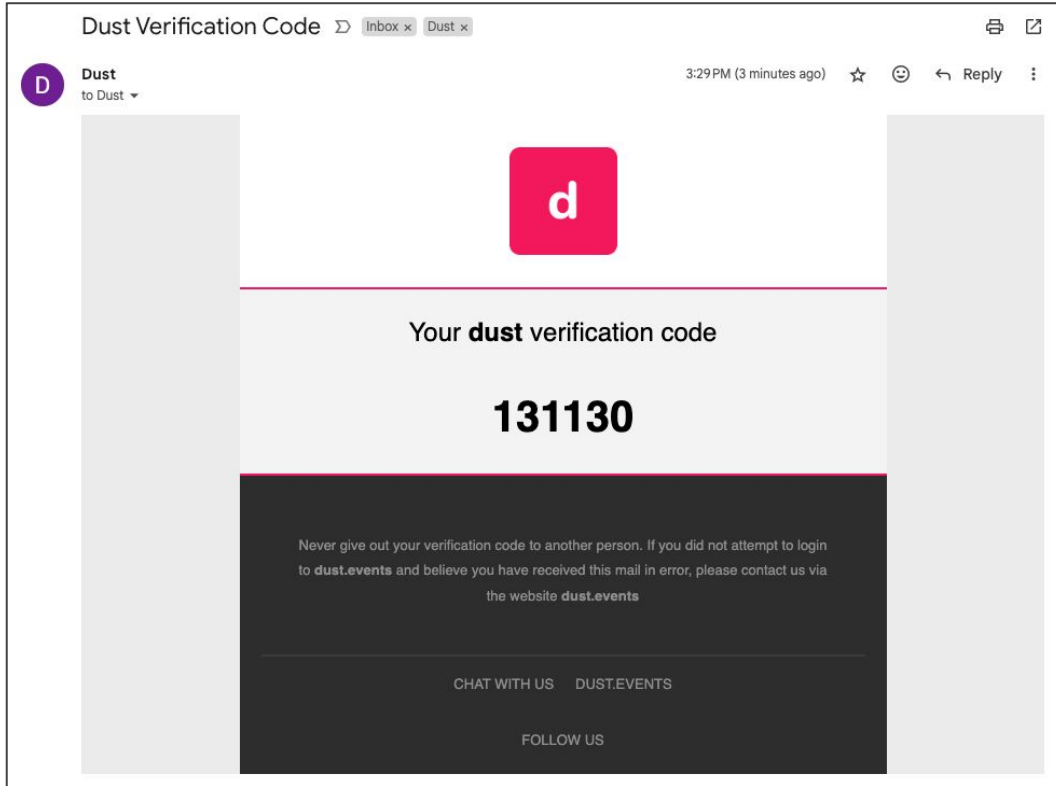 Dust Verification Code Inbox × Dust ×
D
Dust 3:29 PM (3 minutes ago) Reply
to Dust
d
Your dust verification code
131130
Never give out your verification code to another person. If you did not attempt to login
to dust.events and believe you have received this mail in error, please contact us via
the website dust.events
CHAT WITH US DUST.EVENTS
FOLLOW US